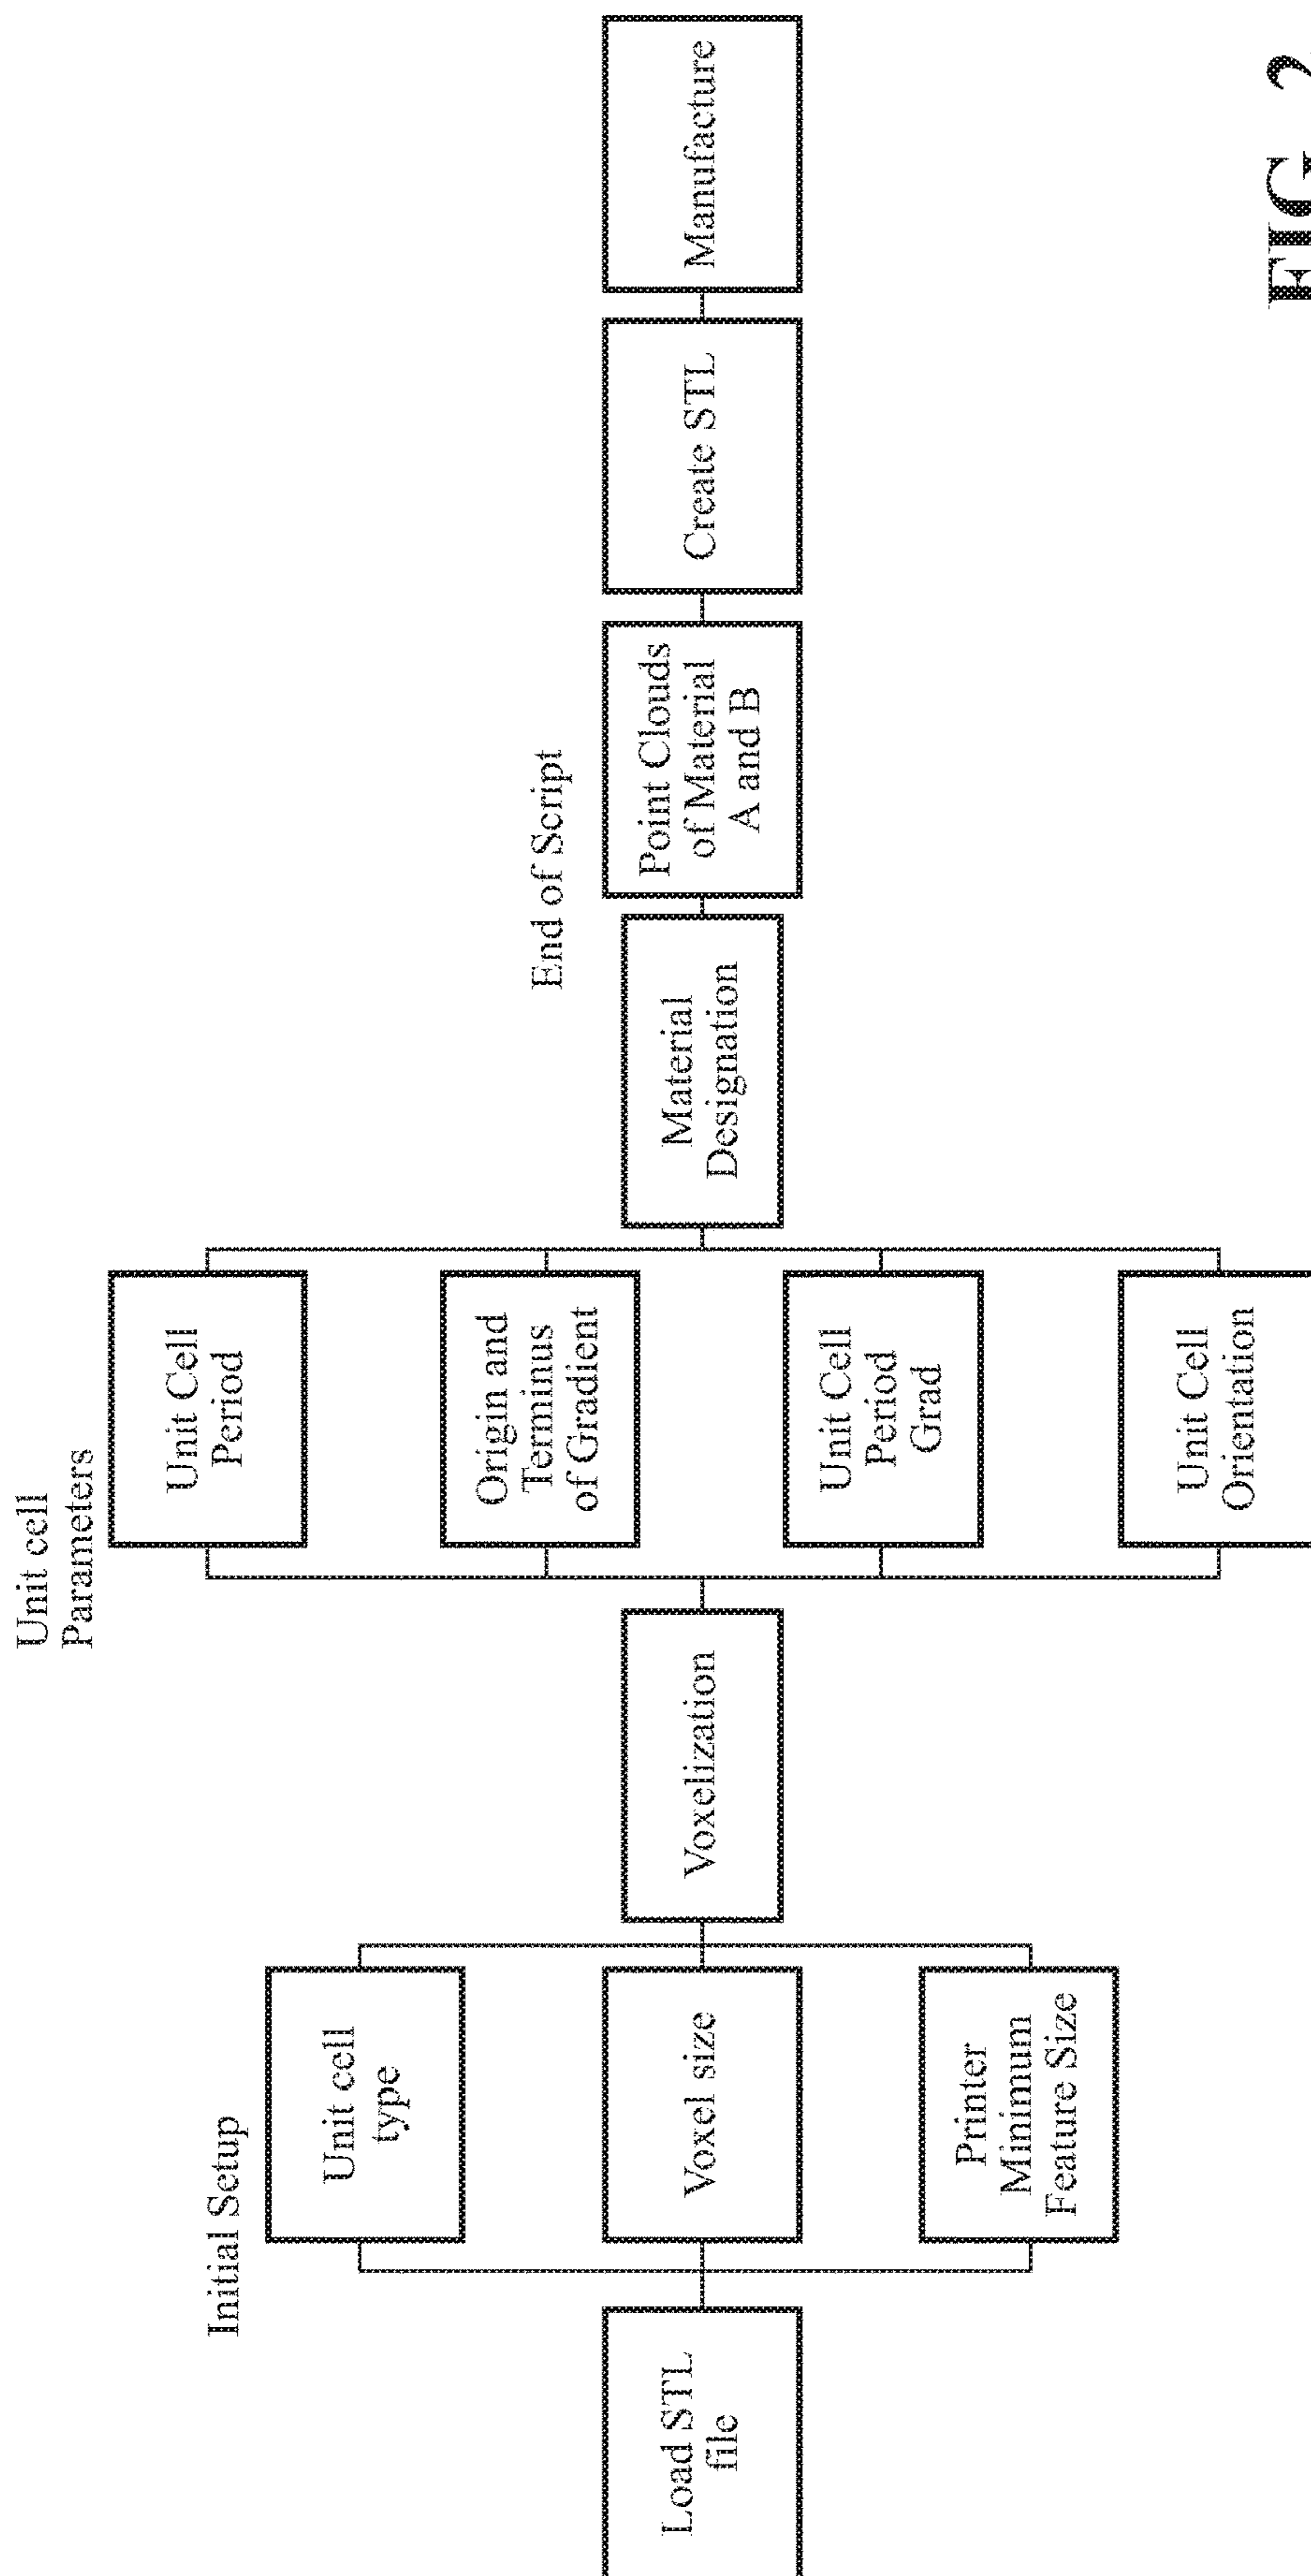 Initial Setup
Load STL
file
Unit cell
type
Voxel size
Printer
Minimum
Feature Size
Voxelization
Unit cell
Parameters
Unit Cell
Period
Origin and
Terminus
of Gradient
Unit Cell
Period
Grad
Unit Cell
Orientation
Material
Designation
End of Script
Point Clouds
of Material
A and B
Create STL
Manufacture
FIG. 2